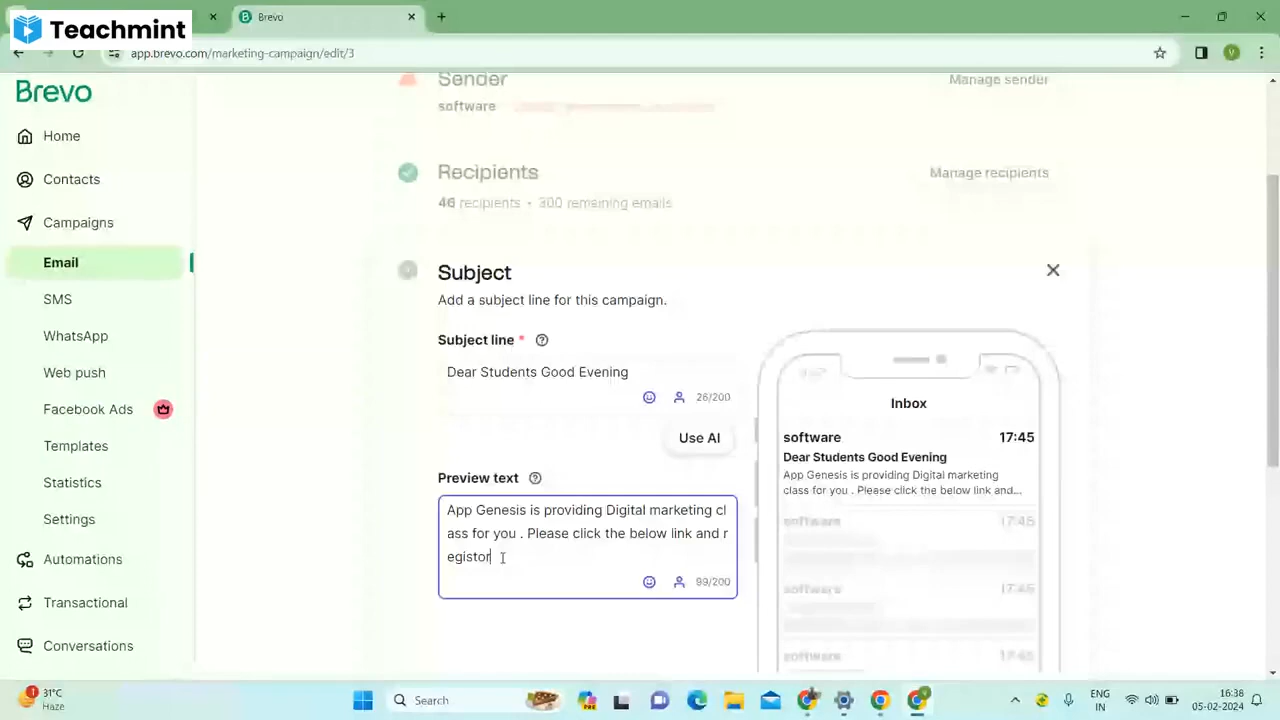 Teachmint
Brevo
app.brevo.com/marketing-campaign/edit/3
V
Brevo
Home
Contacts
Campaigns
Email
SMS
WhatsApp
Web push
Facebook Ads
Templates
Statistics
Settings
Automations
Transactional
Conversations
Sender
Manage sender
software
Recipients
Manage recipients
46 recipients • 300 remaining emails
Subject
Add a subject line for this campaign.
Subject line *
Dear Students Good Evening
26/200
Use AI
Preview text
App Genesis is providing Digital marketing cl
ass for you . Please click the below link and r
egistor
99/200
Inbox
software 17:45
Dear Students Good Evening
App Genesis is providing Digital marketing
class for you . Please click the below link and...
software 17:45
software 17:45
software 17:45
1
31°C
Haze
Search
ENG
IN
16:38
05-02-2024